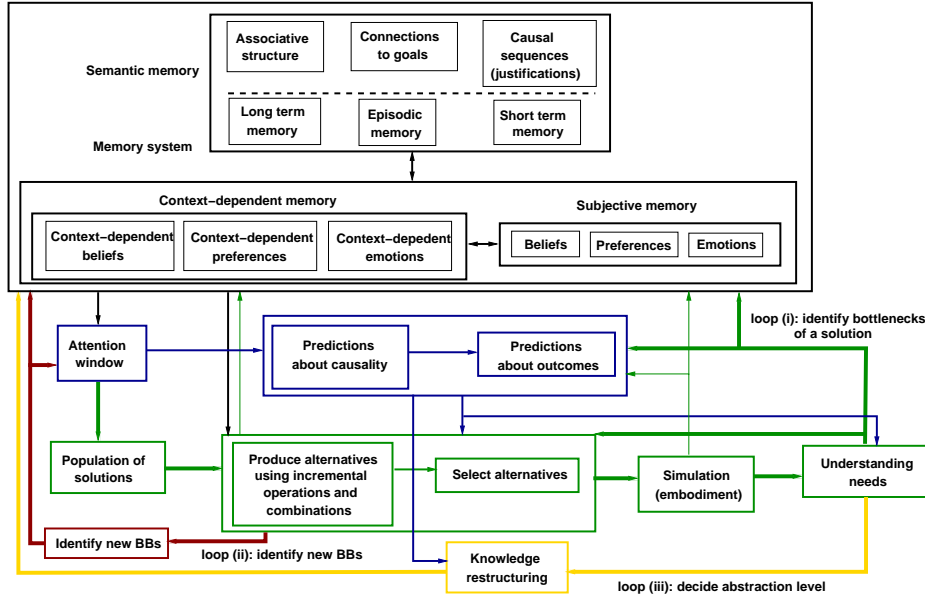 Associative
structure
Connections
to goals
Causal
sequences
(justifications)
Semantic memory
Long term
memory
Episodic
memory
Short term
memory
Memory system
Context-dependent memory
Subjective memory
Context-dependent
beliefs
Context-dependent
preferences
Context-depedent
emotions
Beliefs
Preferences
Emotions
loop (i): identify bottlenecks
of a solution
Attention
window
Predictions
about causality
Predictions
about outcomes
Population of
solutions
Produce alternatives
using incremental
operations and
combinations
Select alternatives
Simulation
(embodiment)
Understanding
needs
Identify new BBs
loop (ii): identify new BBs
Knowledge
restructuring
loop (iii): decide abstraction level